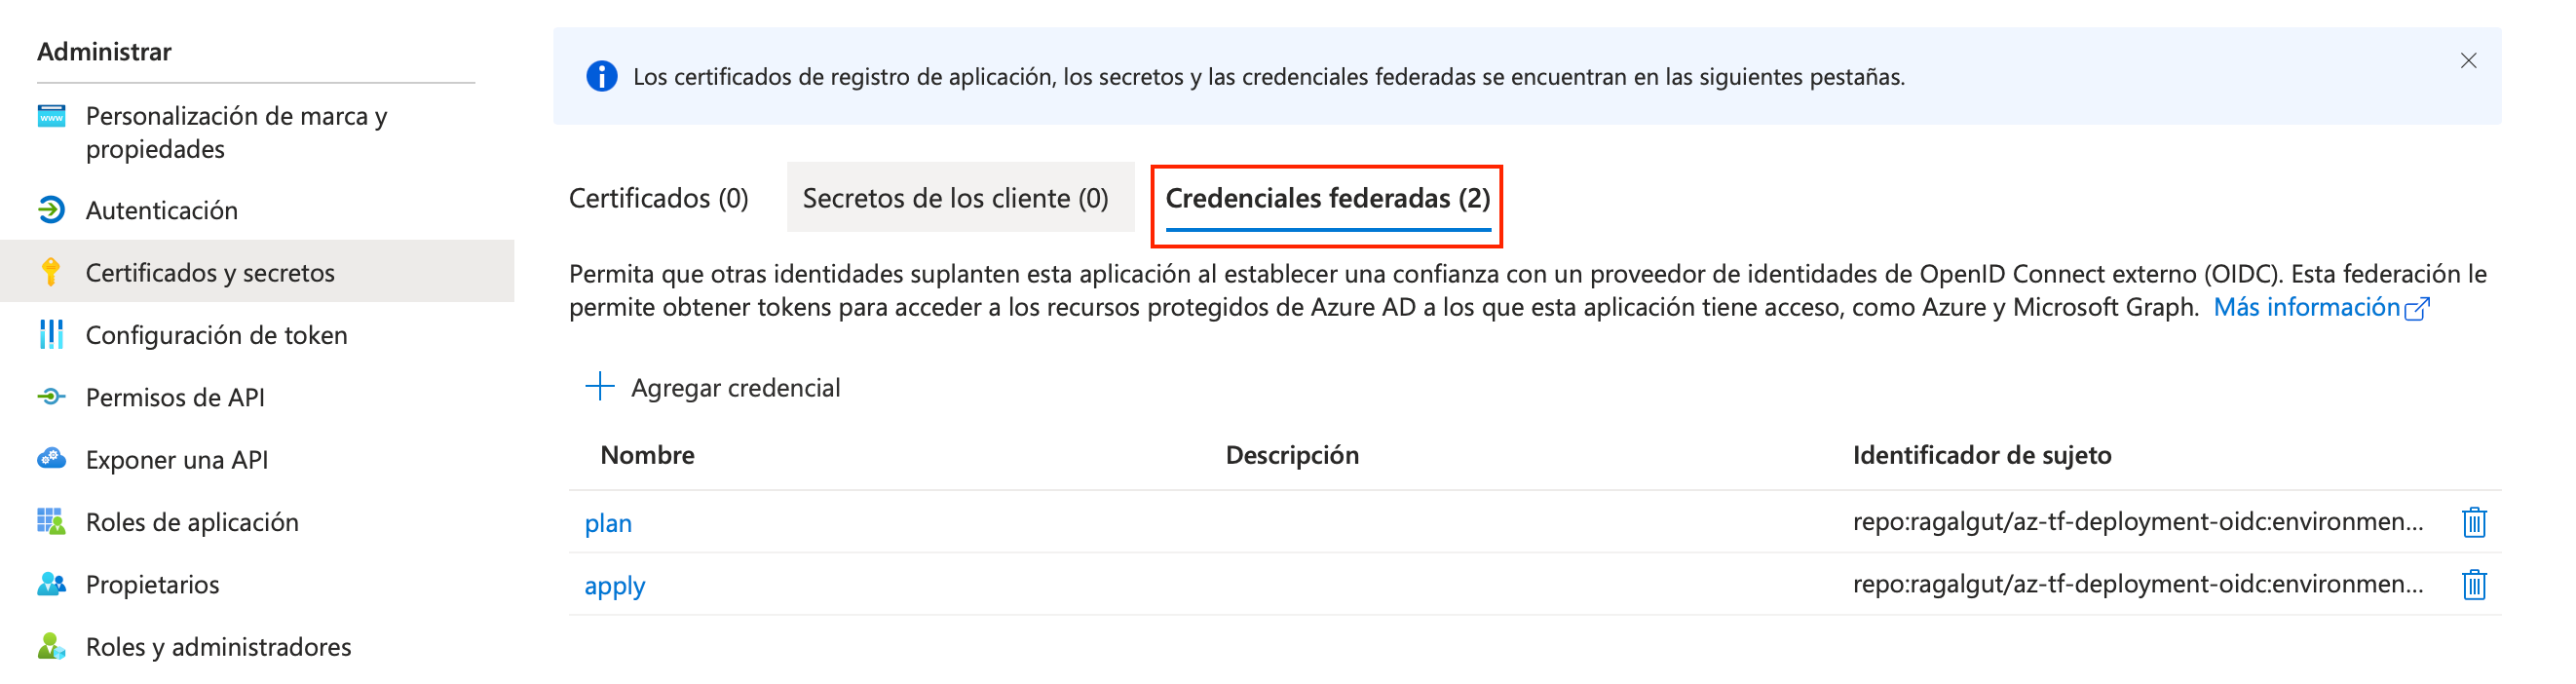 Administrar
www
Personalización de marca y
propiedades
Autenticación
Certificados y secretos
Configuración de token
Permisos de API
Exponer una API
Roles de aplicación
Propietarios
Roles y administradores
Los certificados de registro de aplicación, los secretos y las credenciales federadas se encuentran en las siguientes pestañas.
Certificados (0) Secretos de los cliente (0) Credenciales federadas (2)
Permita que otras identidades suplanten esta aplicación al establecer una confianza con un proveedor de identidades de OpenID Connect externo (OIDC). Esta federación le
permite obtener tokens para acceder a los recursos protegidos de Azure AD a los que esta aplicación tiene acceso, como Azure y Microsoft Graph. Más información
Agregar credencial
Nombre Descripción Identificador de sujeto
plan repo:ragalgut/az-tf-deployment-oidc:environmen...
apply repo:ragalgut/az-tf-deployment-oidc:environmen...